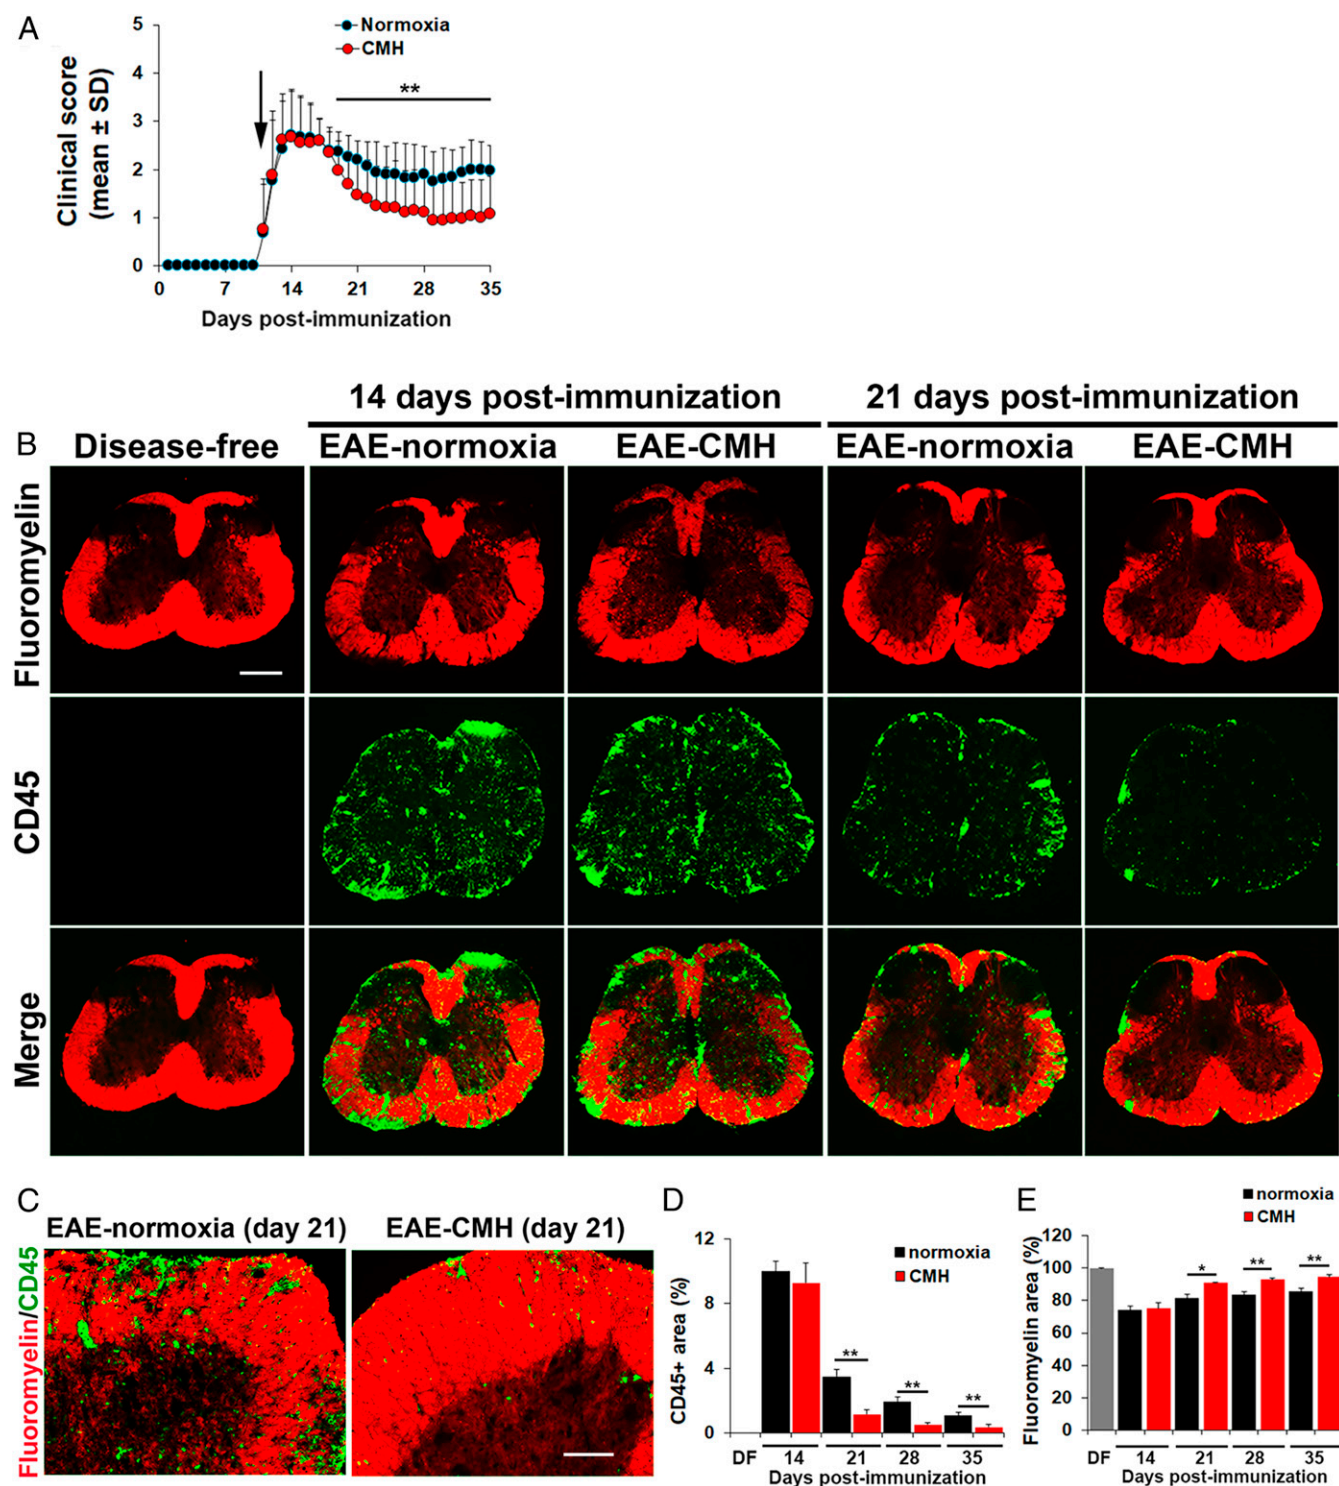 A
Clinical score
(mean ± SD)
5
4
3
2
1
0
Normoxia
CMH
**
0 7 14 21 28 35
Days post-immunization
14 days post-immunization 21 days post-immunization
B
Disease-free EAE-normoxia EAE-CMH EAE-normoxia EAE-CMH
Fluoromyelin
CD45
Merge
C
EAE-normoxia (day 21) EAE-CMH (day 21)
Fluoromyelin/CD45
D
normoxia
CMH
CD45+ area (%)
12
8
4
0
** ** **
DF 14 21 28 35
Days post-immunization
E
normoxia
CMH
Fluoromyelin area (%)
120
100
80
60
40
20
0
* ** **
DF 14 21 28 35
Days post-immunization